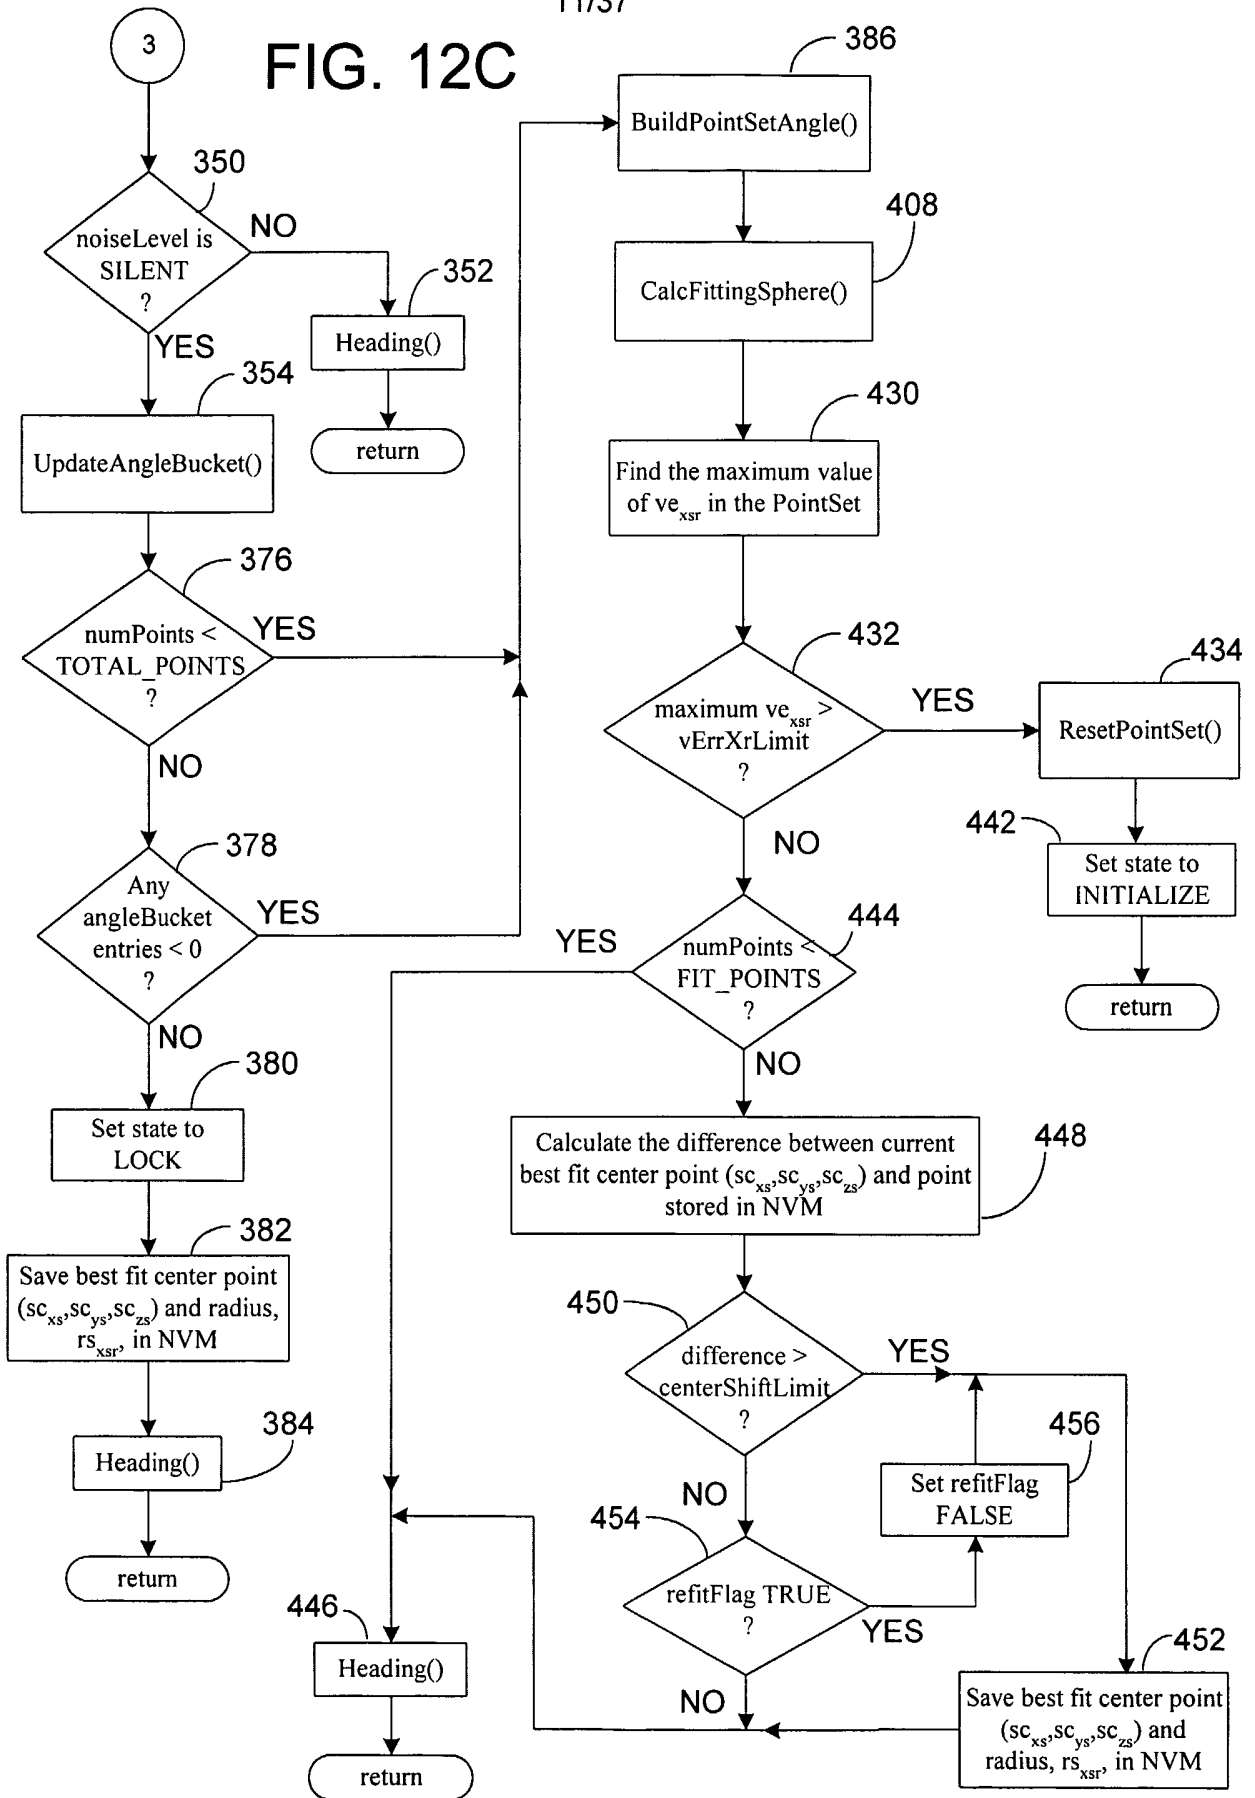 11/37
3
FIG. 12C
386
BuildPointSetAngle()
350
noiseLevel is
SILENT
?
NO
YES
352
Heading()
return
408
CalcFittingSphere()
354
UpdateAngleBucket()
430
Find the maximum value
of ve_xsr in the PointSet
376
numPoints <
TOTAL_POINTS
?
YES
NO
432
maximum ve_xsr >
vErrXrLimit
?
YES
NO
434
ResetPointSet()
442
Set state to
INITIALIZE
return
378
Any
angleBucket
entries < 0
?
YES
NO
444
numPoints <
FIT_POINTS
?
YES
NO
380
Set state to
LOCK
448
Calculate the difference between current
best fit center point (sc_xs,sc_ys,sc_zs) and point
stored in NVM
382
Save best fit center point
(sc_xs,sc_ys,sc_zs) and radius,
rs_xsr, in NVM
450
difference >
centerShiftLimit
?
YES
NO
384
Heading()
return
456
Set refitFlag
FALSE
454
refitFlag TRUE
?
YES
NO
446
Heading()
return
452
Save best fit center point
(sc_xs,sc_ys,sc_zs) and
radius, rs_xsr, in NVM